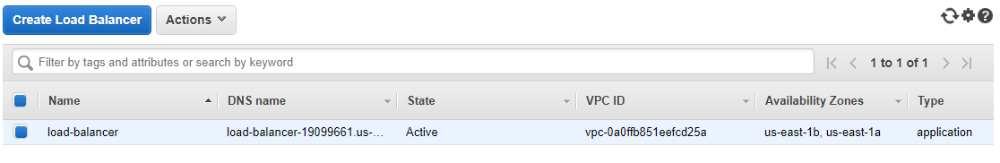 Create Load Balancer Actions
Filter by tags and attributes or search by keyword 1 to 1 of 1
Name DNS name State VPC ID Availability Zones Type
load-balancer load-balancer-19099661.us-... Active vpc-0a0ffb851eefcd25a us-east-1b, us-east-1a application